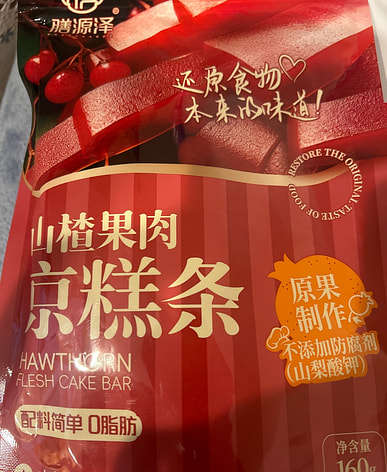 膳源泽
还原食物
本来的味道!
RESTORE THE ORIGINAL TASTE OF FOOD
山楂果肉
京糕条
HAWTHORN
FLESH CAKE BAR
原果
制作
不添加防腐剂
(山梨酸钾)
配料简单 0脂肪
净含量
160g